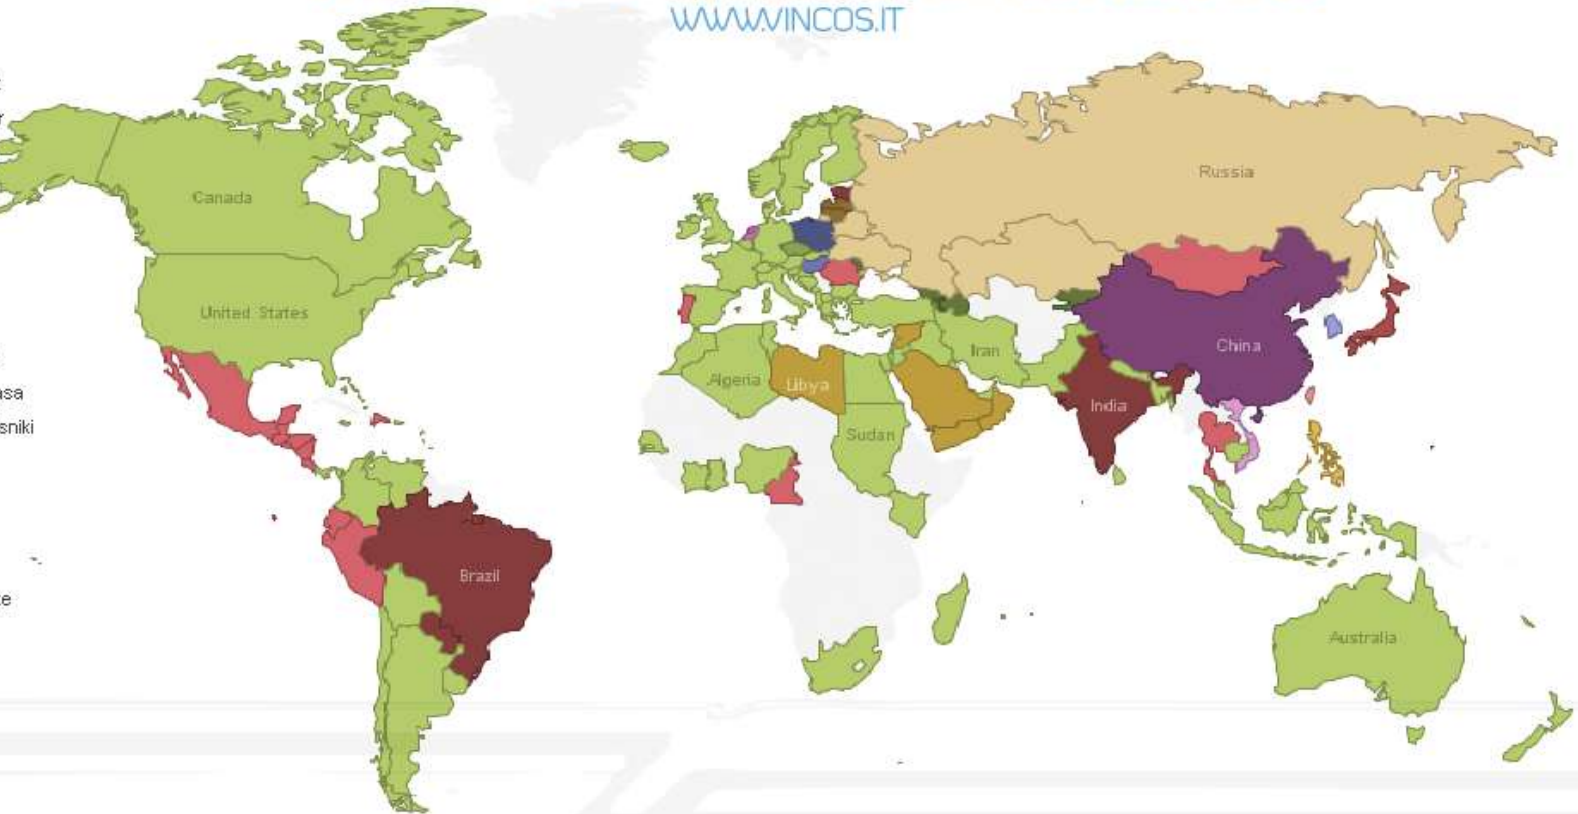 WWW.VINCOS.IT
Canada
United States
Brazil
Algeria
Libya
Sudan
Iran
India
China
Russia
Australia
asa
sniki